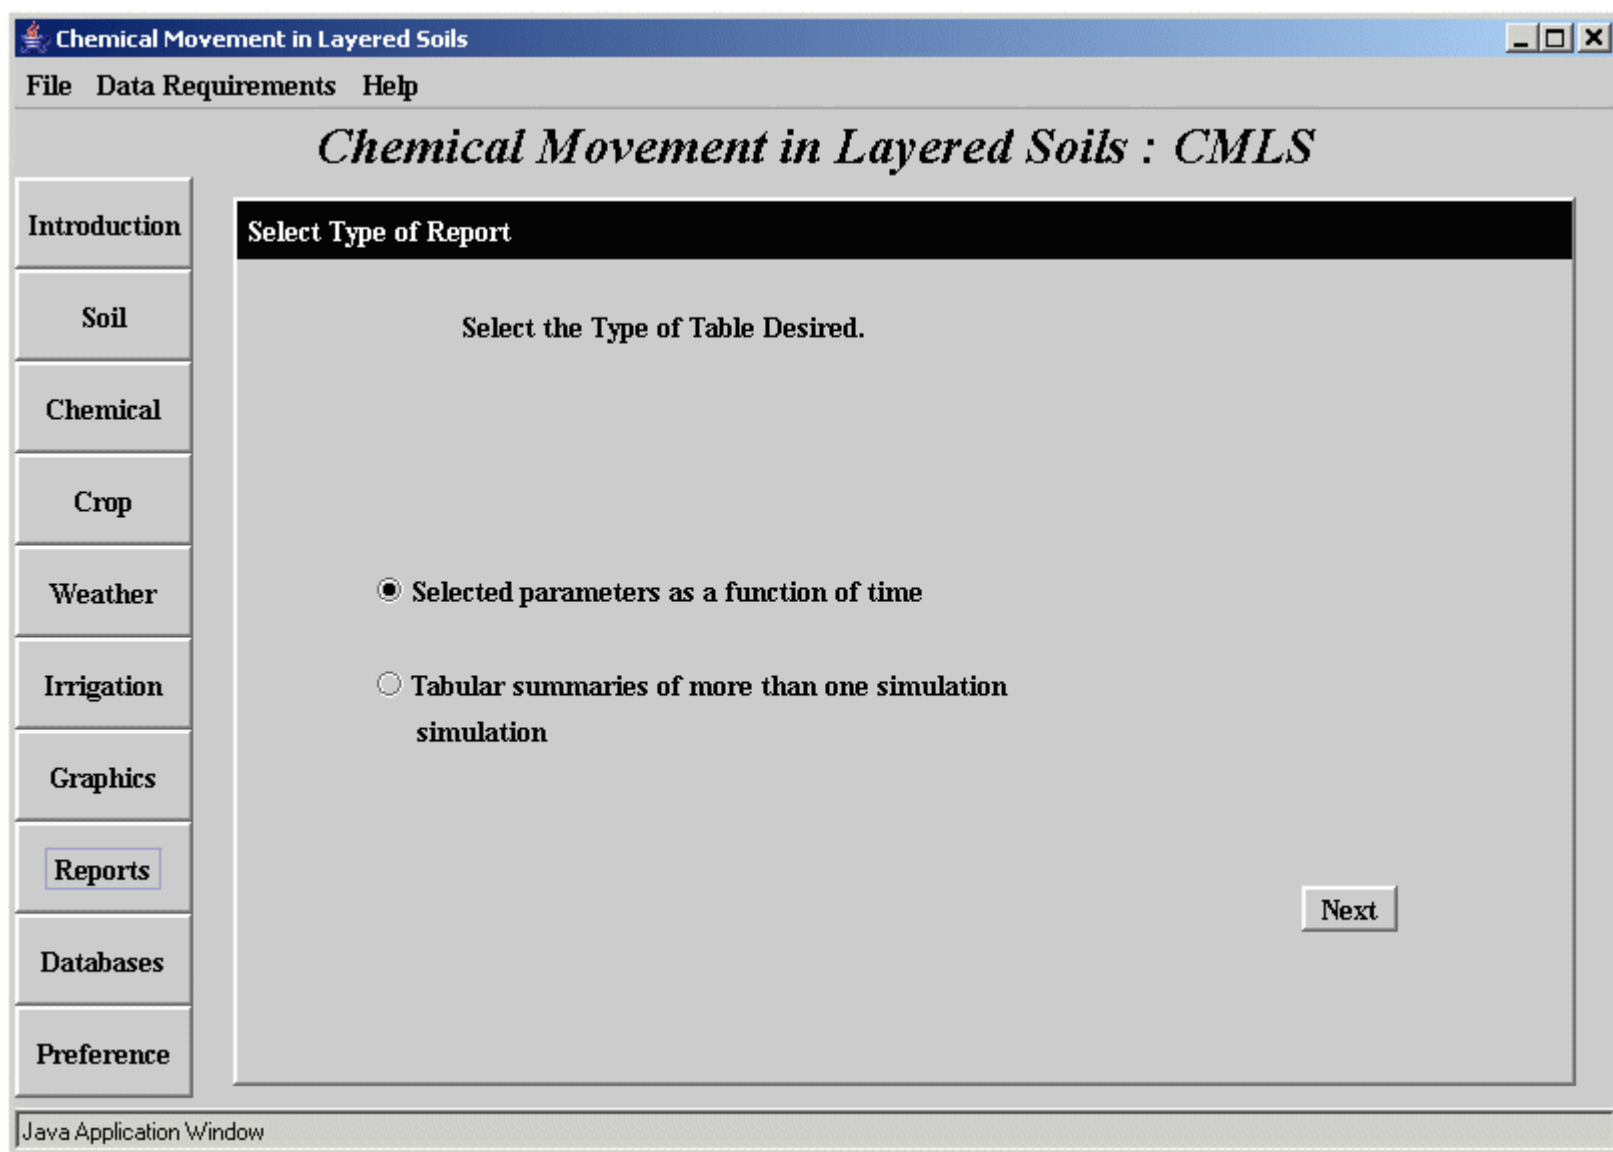 Chemical Movement in Layered Soils
File Data Requirements Help
Chemical Movement in Layered Soils : CMLS
Introduction
Soil
Chemical
Crop
Weather
Irrigation
Graphics
Reports
Databases
Preference
Select Type of Report
Select the Type of Table Desired.
Selected parameters as a function of time
Tabular summaries of more than one simulation
simulation
Next
Java Application Window